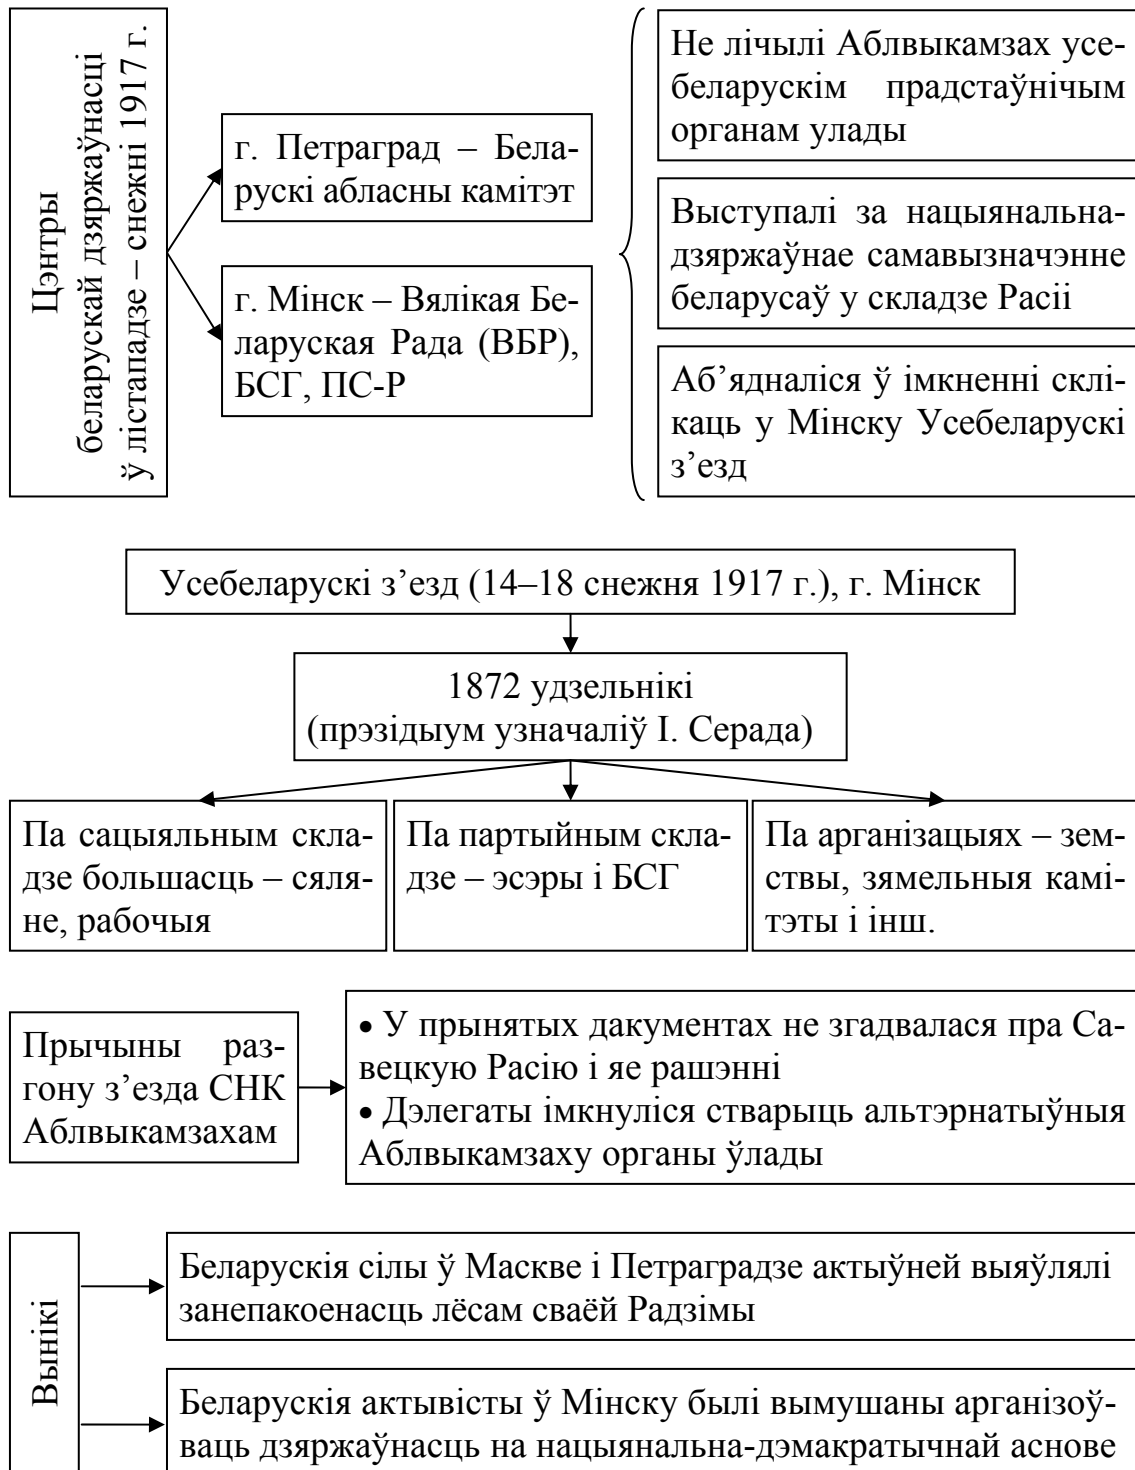 Цэнтры
беларускай дзяржаўнасці
ў лістападзе – снежні 1917 г.
г. Петраград – Бела-
рускі абласны камітэт
г. Мінск – Вялікая Бе-
ларуская Рада (ВБР),
БСГ, ПС-Р
Не лічылі Аблвыкамзах усе-
беларускім прадстаўнічым
органам улады
Выступалі за нацыянальна-
дзяржаўнае самавызначэнне
беларусаў у складзе Расіі
Аб’ядналіся ў імкненні склі-
каць у Мінску Усебеларускі
з’езд
Усебеларускі з’езд (14–18 снежня 1917 г.), г. Мінск
1872 удзельнікі
(прэзідыум узначаліў І. Серада)
Па сацыяльным скла-
дзе большасць – сяля-
не, рабочыя
Па партыйным скла-
дзе – эсэры і БСГ
Па арганізацыях – зем-
ствы, зямельныя камі-
тэты і інш.
Прычыны раз-
гону з’езда СНК
Аблвыкамзахам
• У прынятых дакументах не згадвалася пра Са-
вецкую Расію і яе рашэнні
• Дэлегаты імкнуліся стварыць альтэрнатыўныя
Аблвыкамзаху органы ўлады
Вынікі
Беларускія сілы ў Маскве і Петраградзе актыўней выяўлялі
занепакоенасць лёсам сваёй Радзімы
Беларускія актывісты ў Мінску былі вымушаны арганізоў-
ваць дзяржаўнасць на нацыянальна-дэмакратычнай аснове